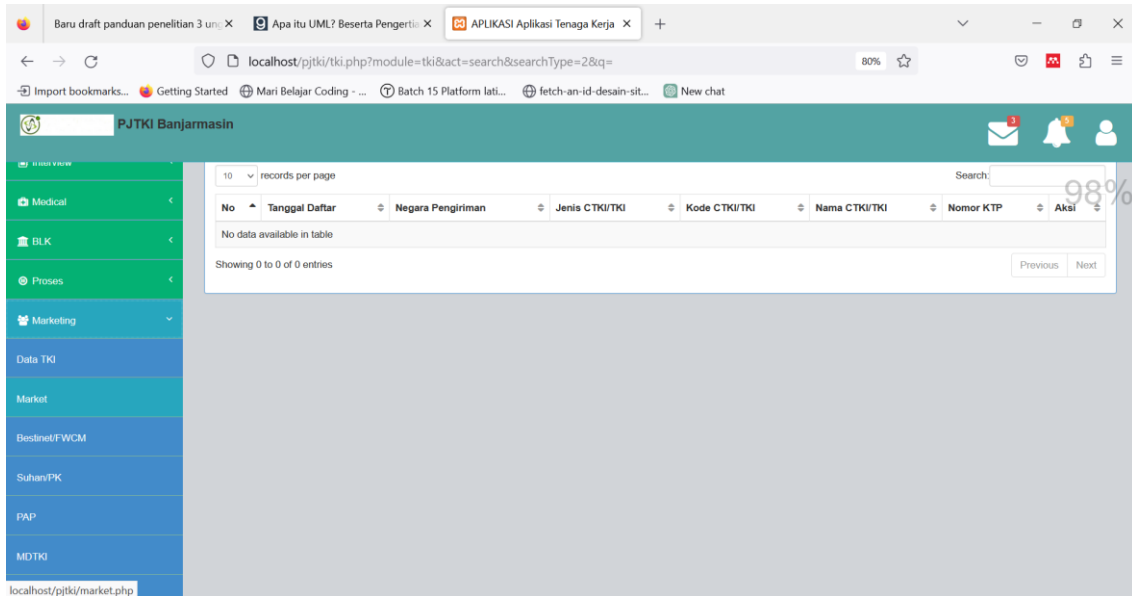 Baru draft panduan penelitian 3 ung
Apa itu UML? Beserta Pengertia
APLIKASI Aplikasi Tenaga Kerja
localhost/pjtki/tki.php?module=tki&act=search&searchType=2&q=
80%
Import bookmarks...
Getting Started
Mari Belajar Coding - ...
Batch 15 Platform lati...
fetch-an-id-desain-sit...
New chat
PJTKI Banjarmasin
3
5
Interview
10 records per page
Search:
98%
Medical
No
Tanggal Daftar
Negara Pengiriman
Jenis CTKI/TKI
Kode CTKI/TKI
Nama CTKI/TKI
Nomor KTP
Aksi
No data available in table
BLK
Showing 0 to 0 of 0 entries
Previous
Next
Proses
Marketing
Data TKI
Market
Bestinet/FWCM
Suhan/PK
PAP
MDTKI
localhost/pjtki/market.php